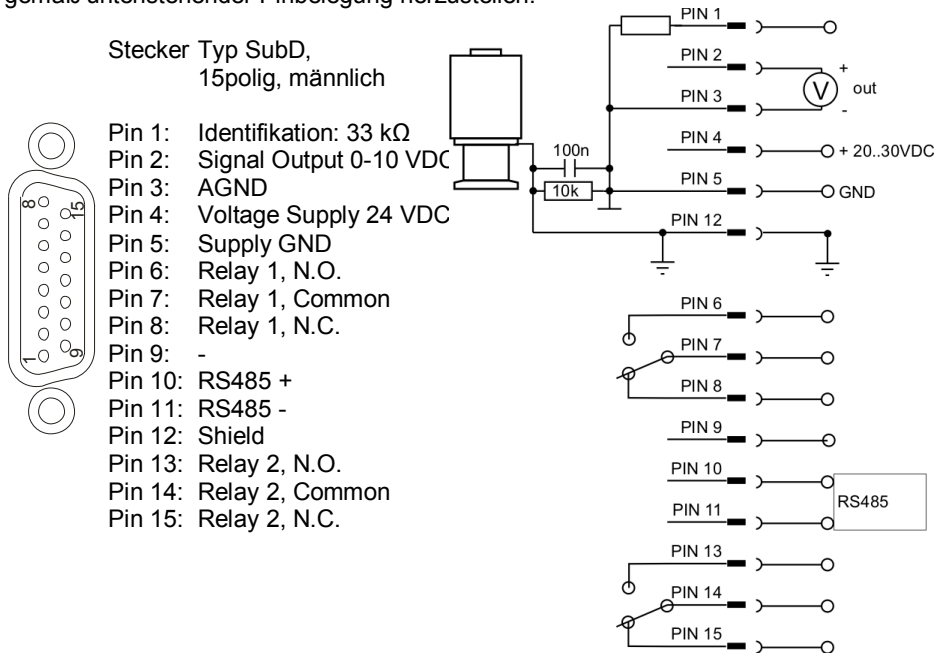 gemäß untenstehender Pinbelegung herzustellen.
Stecker Typ SubD,
15polig, männlich
Pin 1: Identifikation: 33 kΩ
Pin 2: Signal Output 0-10 VDC
Pin 3: AGND
Pin 4: Voltage Supply 24 VDC
Pin 5: Supply GND
Pin 6: Relay 1, N.O.
Pin 7: Relay 1, Common
Pin 8: Relay 1, N.C.
Pin 9: -
Pin 10: RS485 +
Pin 11: RS485 -
Pin 12: Shield
Pin 13: Relay 2, N.O.
Pin 14: Relay 2, Common
Pin 15: Relay 2, N.C.
8
15
1
9
100n
10k
PIN 1
PIN 2
+
V
out
PIN 3
-
PIN 4
+ 20..30VDC
PIN 5
GND
PIN 12
PIN 6
PIN 7
PIN 8
PIN 9
PIN 10
RS485
PIN 11
PIN 13
PIN 14
PIN 15